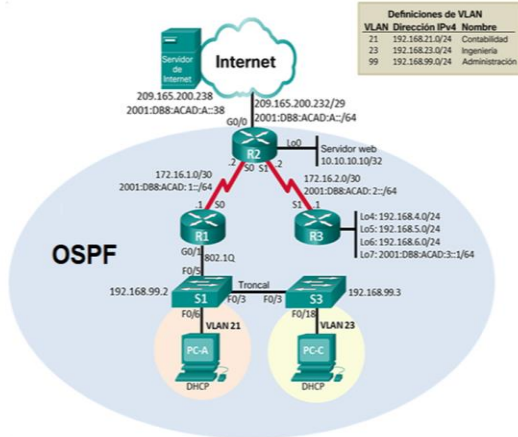 Definiciones de VLAN
VLAN Dirección IPv4 Nombre
21 192.168.21.0/24 Contabilidad
23 192.168.23.0/24 Ingeniería
99 192.168.99.0/24 Administración
Servidor
de
Internet
Internet
209.165.200.238
2001:DB8:ACAD:A::38
209.165.200.232/29
2001:DB8:ACAD:A::/64
G0/0
R2
Lo0
Servidor web
10.10.10.10/32
.2
S0
S1
.2
172.16.1.0/30
2001:DB8:ACAD: 1::/64
172.16.2.0/30
2001:DB8:ACAD: 2::/64
.1
S0
S1
.1
R1
R3
Lo4: 192.168.4.0/24
Lo5: 192.168.5.0/24
Lo6: 192.168.6.0/24
Lo7: 2001:DB8:ACAD:3::1/64
OSPF
G0/1
802.1Q
F0/5
192.168.99.2
S1
Troncal
F0/3
F0/3
S3
192.168.99.3
F0/6
VLAN 21
F0/18
VLAN 23
PC-A
PC-C
DHCP
DHCP